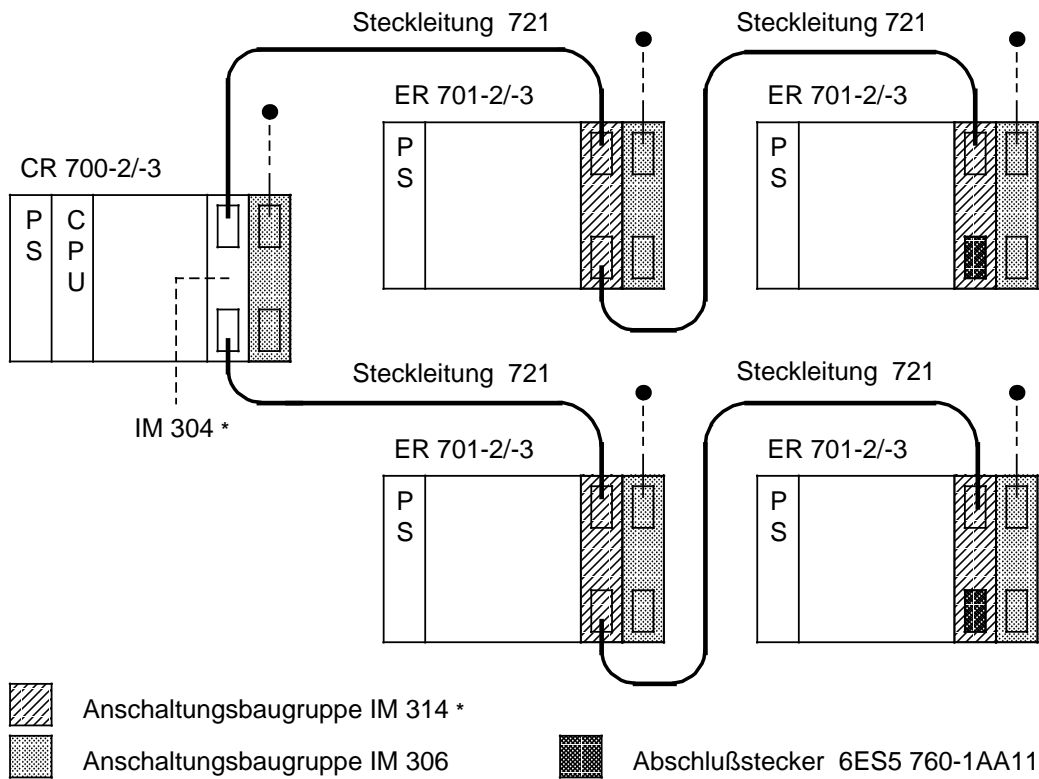 Steckleitung 721
Steckleitung 721
ER 701-2/-3
ER 701-2/-3
CR 700-2/-3
P
S
C
P
U
P
S
P
S
IM 304 *
Steckleitung 721
Steckleitung 721
ER 701-2/-3
ER 701-2/-3
P
S
P
S
Anschaltungsbaugruppe IM 314 *
Anschaltungsbaugruppe IM 306
Abschlußstecker 6ES5 760-1AA11